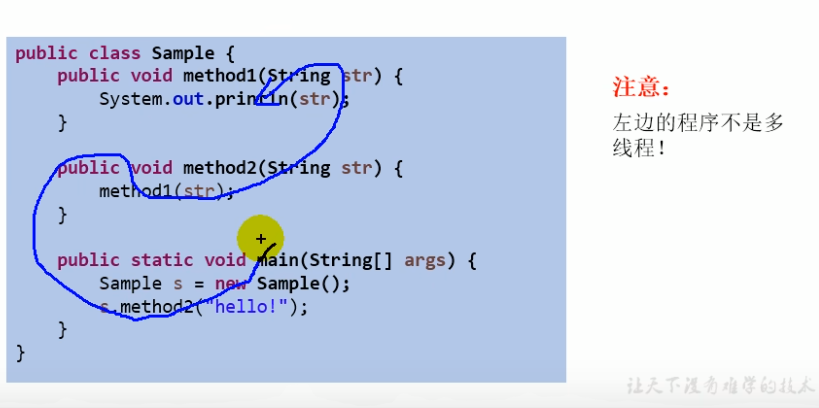 public class Sample {
public void method1(String str) {
System.out.println(str);
}
public void method2(String str) {
method1(str);
}
public static void main(String[] args) {
Sample s = new Sample();
s.method2("hello!");
}
}
注意：
左边的程序不是多
线程！
让天下没有难学的技术